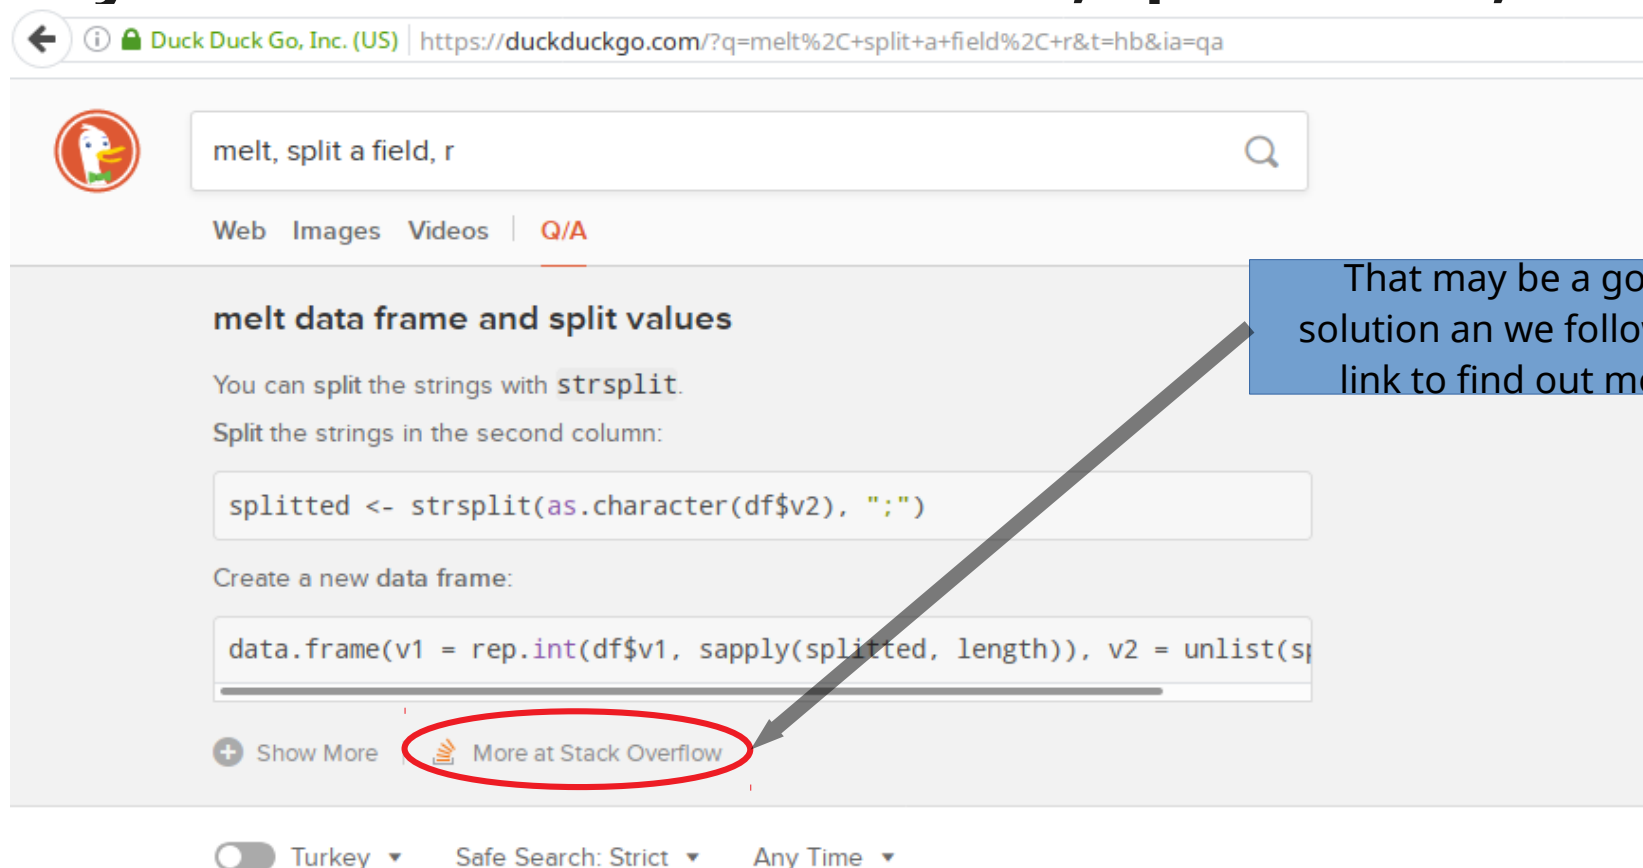 Duck Duck Go, Inc. (US) https://duckduckgo.com/?q=melt%2C+split+a+field%2C+r&t=hb&ia=qa
melt, split a field, r
Web Images Videos Q/A
melt data frame and split values
You can split the strings with strsplit.
Split the strings in the second column:
splitted <- strsplit(as.character(df$v2), ";")
Create a new data frame:
data.frame(v1 = rep.int(df$v1, sapply(splitted, length)), v2 = unlist(sp
Show More More at Stack Overflow
That may be a go
solution an we follow
link to find out mo
Turkey Safe Search: Strict Any Time